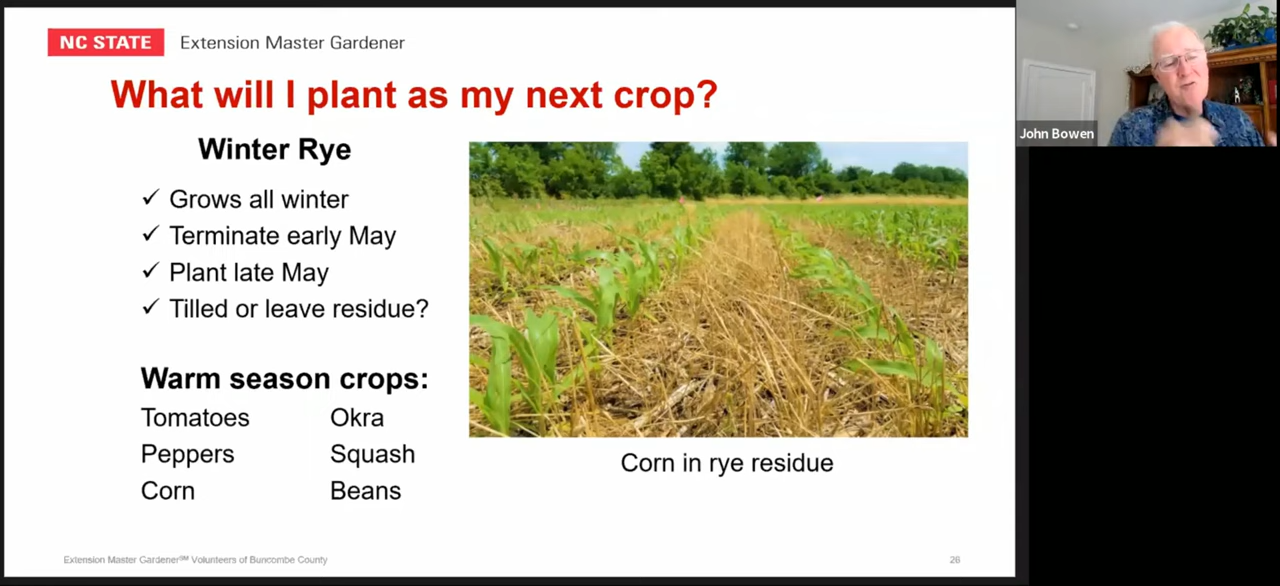 NC STATE Extension Master Gardener
What will I plant as my next crop?
Winter Rye
✓ Grows all winter
✓ Terminate early May
✓ Plant late May
✓ Tilled or leave residue?
Warm season crops:
Tomatoes Okra
Peppers Squash
Corn Beans
Corn in rye residue
Extension Master Gardener℠ Volunteers of Buncombe County
26
John Bowen